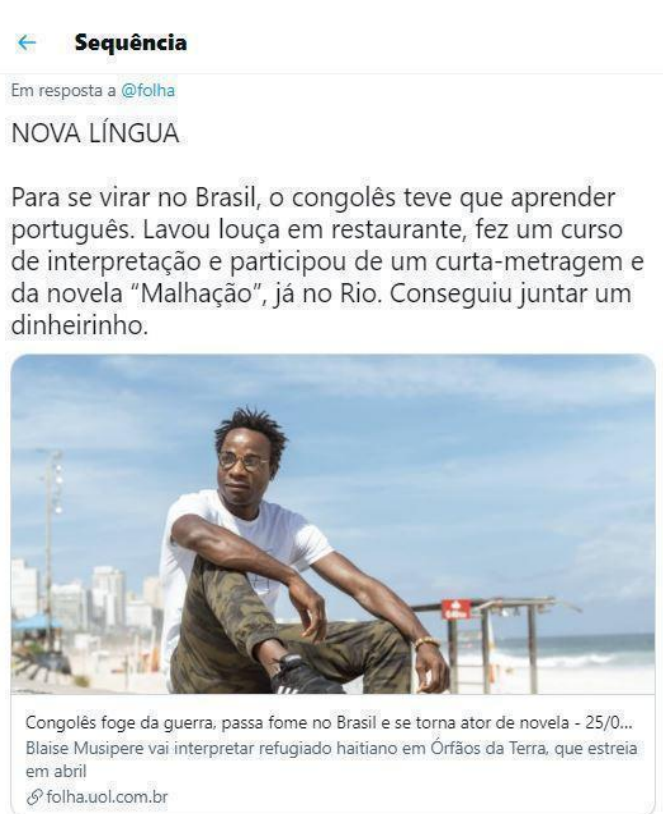 Sequência
Em resposta a @folha
NOVA LÍNGUA
Para se virar no Brasil, o congolês teve que aprender
português. Lavou louça em restaurante, fez um curso
de interpretação e participou de um curta-metragem e
da novela “Malhação”, já no Rio. Conseguiu juntar um
dinheirinho.
Congolês foge da guerra, passa fome no Brasil e se torna ator de novela - 25/0...
Blaise Musipere vai interpretar refugiado haitiano em Órfãos da Terra, que estreia
em abril
folha.uol.com.br